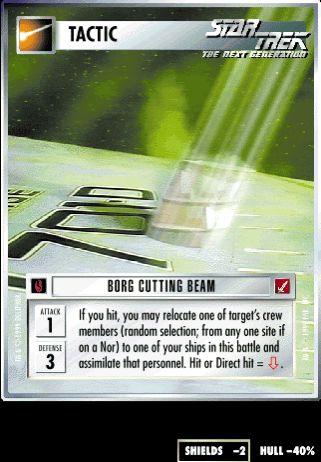 TACTIC
STAR TREK
THE NEXT GENERATION
BORG CUTTING BEAM
ATTACK
1
DEFENSE
3
If you hit, you may relocate one of target's crew
members (random selection; from any one site if
on a Nor) to one of your ships in this battle and
assimilate that personnel. Hit or Direct hit = ⇩.
SHIELDS –2 HULL –40%